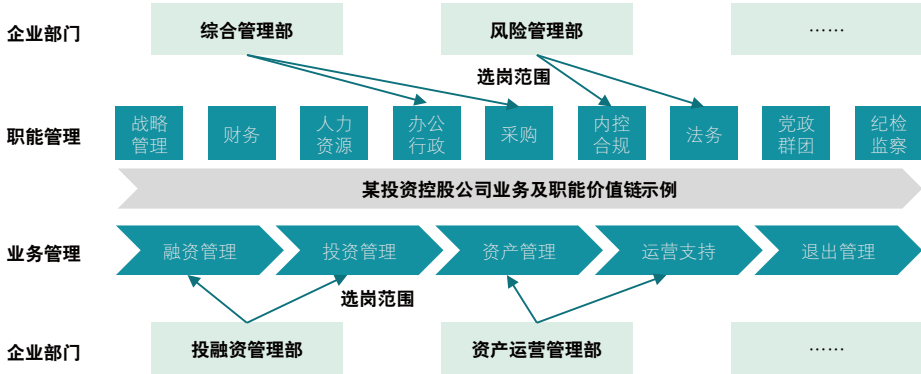 企业部门
综合管理部
风险管理部
……
选岗范围
职能管理
战略
管理
财务
人力
资源
办公
行政
采购
内控
合规
法务
党政
群团
纪检
监察
某投资控股公司业务及职能价值链示例
业务管理
融资管理
投资管理
资产管理
运营支持
退出管理
选岗范围
企业部门
投融资管理部
资产运营管理部
……